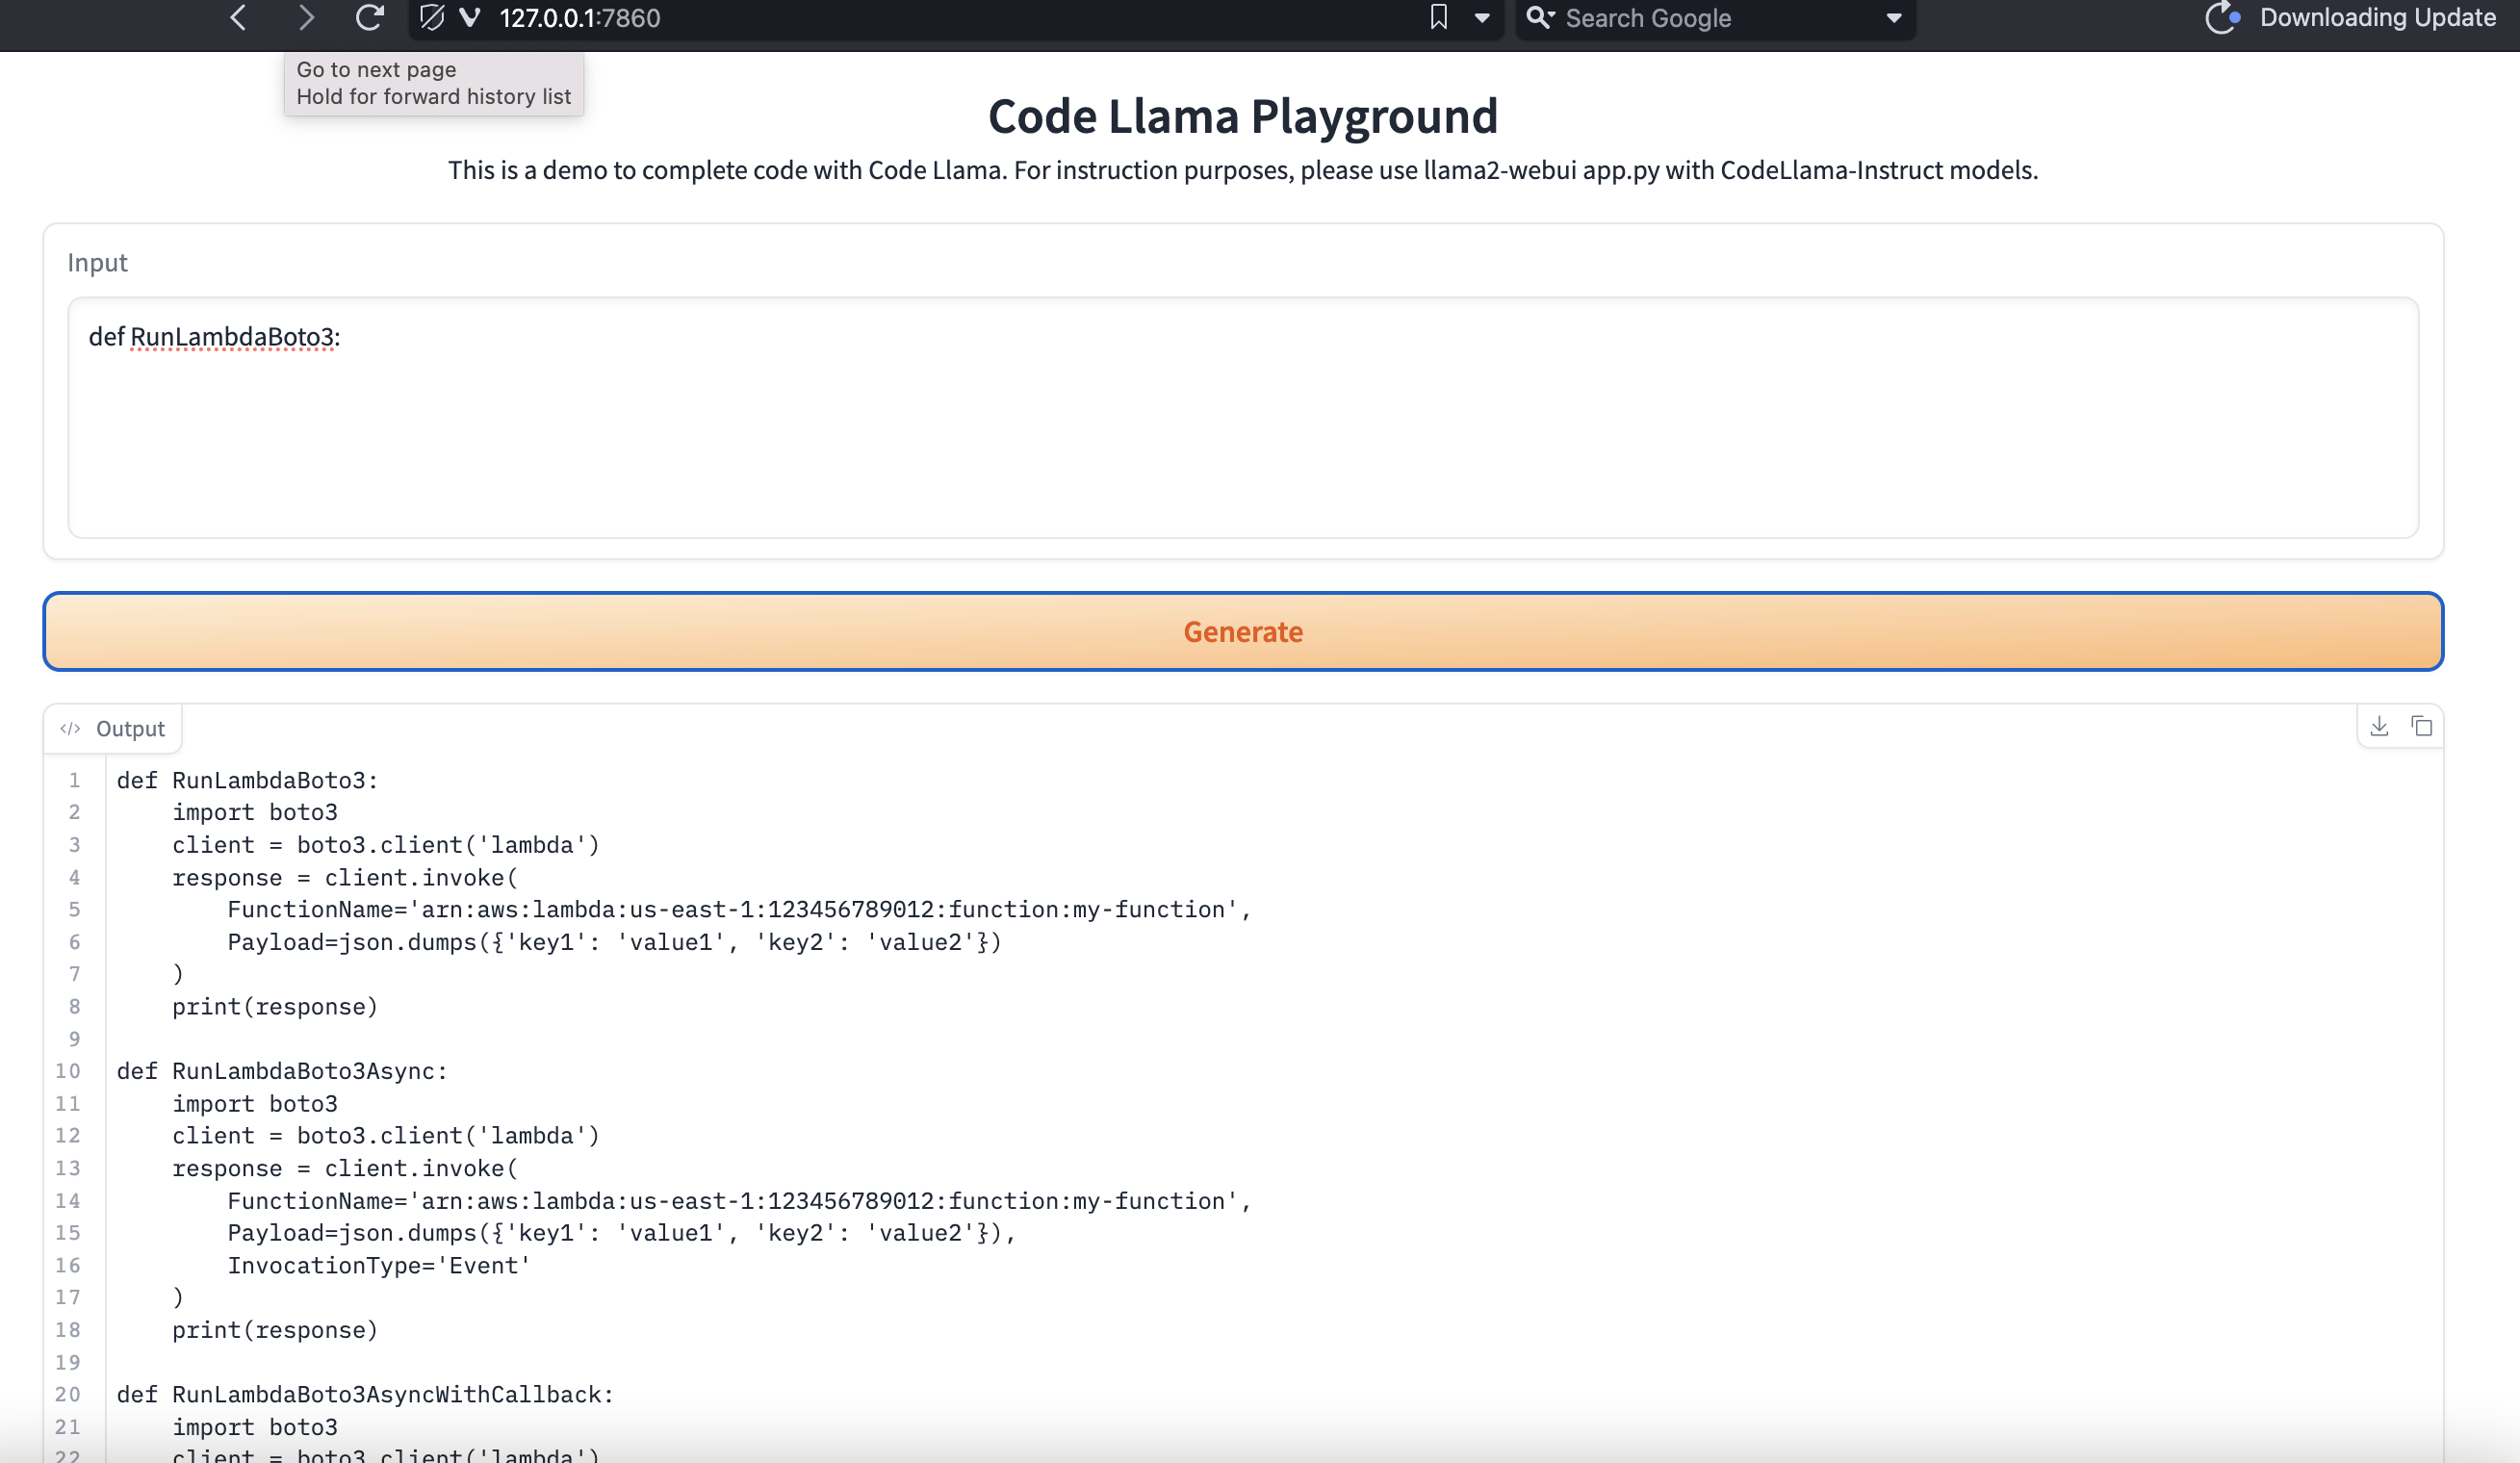 127.0.0.1:7860
Search Google
Downloading Update
Go to next page
Hold for forward history list
Code Llama Playground
This is a demo to complete code with Code Llama. For instruction purposes, please use llama2-webui app.py with CodeLlama-Instruct models.
Input
def RunLambdaBoto3:
Generate
</> Output
1 def RunLambdaBoto3:
2     import boto3
3     client = boto3.client('lambda')
4     response = client.invoke(
5         FunctionName='arn:aws:lambda:us-east-1:123456789012:function:my-function',
6         Payload=json.dumps({'key1': 'value1', 'key2': 'value2'})
7     )
8     print(response)
9
10 def RunLambdaBoto3Async:
11     import boto3
12     client = boto3.client('lambda')
13     response = client.invoke(
14         FunctionName='arn:aws:lambda:us-east-1:123456789012:function:my-function',
15         Payload=json.dumps({'key1': 'value1', 'key2': 'value2'}),
16         InvocationType='Event'
17     )
18     print(response)
19
20 def RunLambdaBoto3AsyncWithCallback:
21     import boto3
22     client = boto3.client('lambda')